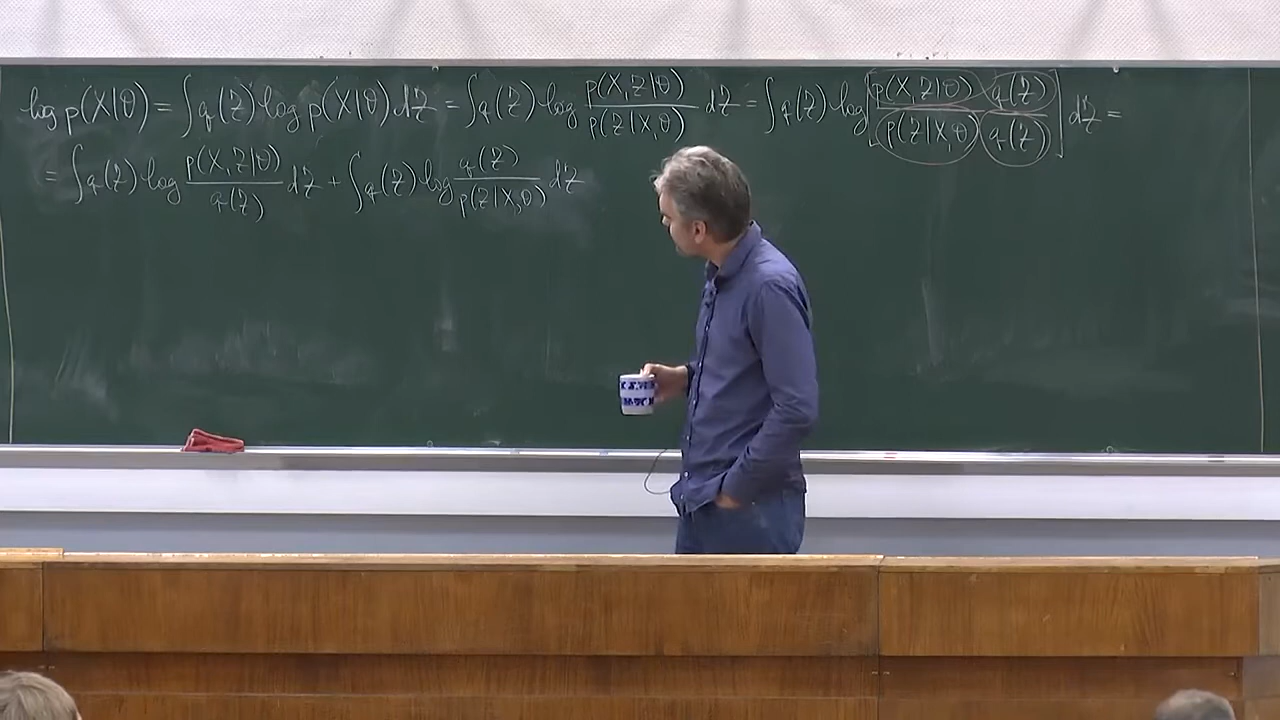 log p(X|θ) = ∫ q(Z) log p(X|θ) dZ = ∫ q(Z) log p(X,Z|θ) / p(Z|X,θ) dZ = ∫ q(Z) log [ p(X,Z|θ) q(Z) / p(Z|X,θ) q(Z) ] dZ =
= ∫ q(Z) log p(X,Z|θ) / q(Z) dZ + ∫ q(Z) log q(Z) / p(Z|X,θ) dZ